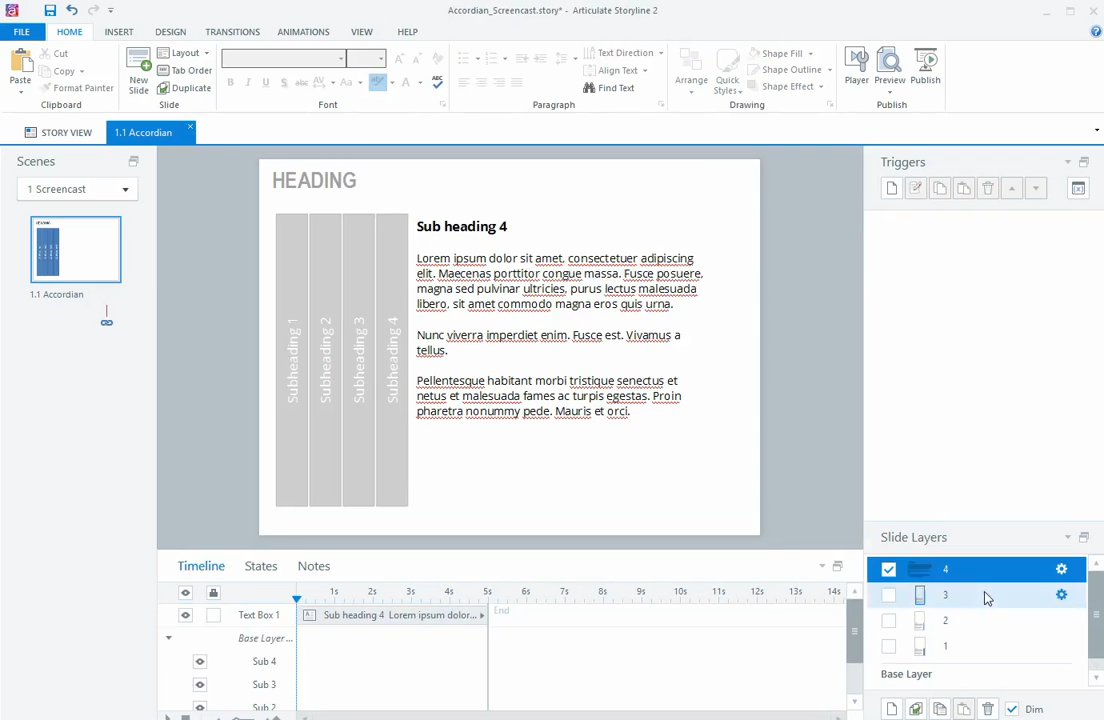 Accordian_Screencast.story* - Articulate Storyline 2
FILE HOME INSERT DESIGN TRANSITIONS ANIMATIONS VIEW HELP
Paste
Cut
Copy
Format Painter
Clipboard
New Slide
Layout
Tab Order
Duplicate
Slide
B I U S abc AV Aa A ABC
Font
Text Direction
Align Text
Find Text
Paragraph
Arrange
Quick Styles
Shape Fill
Shape Outline
Shape Effect
Drawing
Player
Preview
Publish
Publish
STORY VIEW
1.1 Accordian
Scenes
1 Screencast
1.1 Accordian
HEADING
Subheading 1
Subheading 2
Subheading 3
Subheading 4
Sub heading 4
Lorem ipsum dolor sit amet, consectetuer adipiscing
elit. Maecenas porttitor congue massa. Fusce posuere,
magna sed pulvinar ultricies, purus lectus malesuada
libero, sit amet commodo magna eros quis urna.
Nunc viverra imperdiet enim. Fusce est. Vivamus a
tellus.
Pellentesque habitant morbi tristique senectus et
netus et malesuada fames ac turpis egestas. Proin
pharetra nonummy pede. Mauris et orci.
Triggers
Slide Layers
4
3
2
1
Base Layer
Dim
Timeline States Notes
1s 2s 3s 4s 5s 6s 7s 8s 9s 10s 11s 12s 13s 14s
Text Box 1
Sub heading 4 Lorem ipsum dolor...
End
Base Layer...
Sub 4
Sub 3
Sub 2